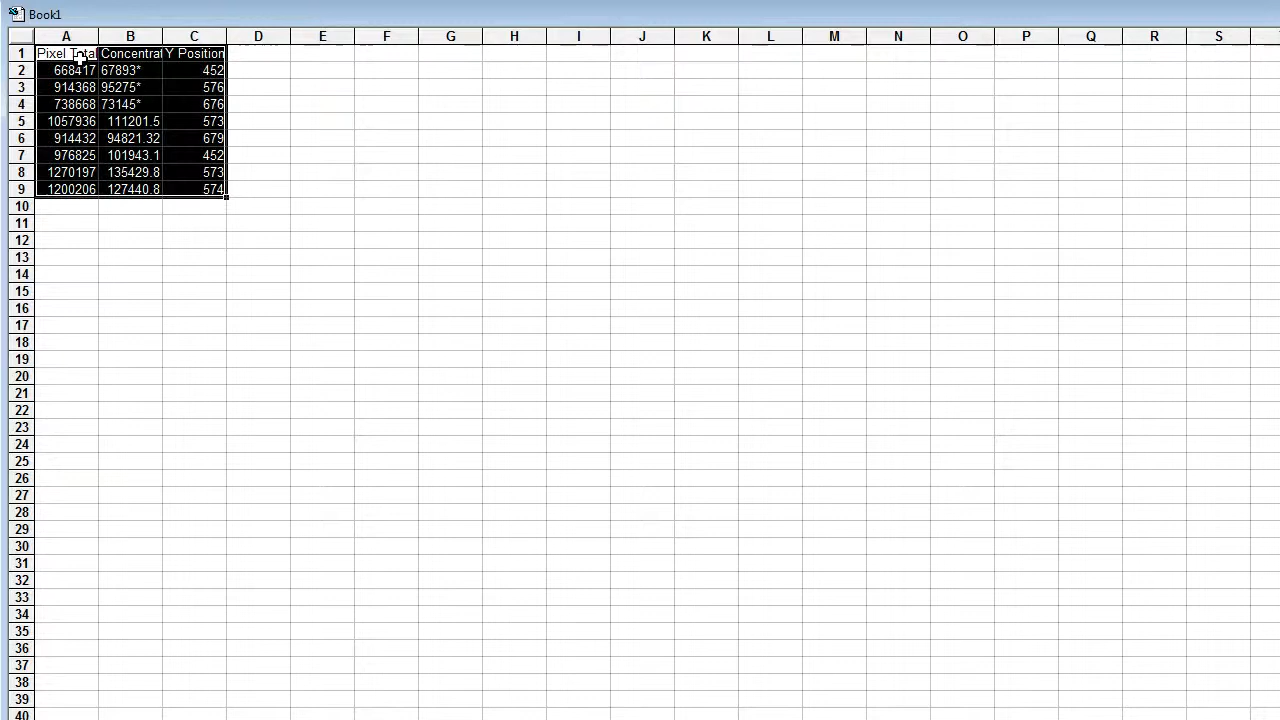 Book1
A B C D E F G H I J K L M N O P Q R S
1 Pixel Total Concentrat Y Position
2 668417 67893* 452
3 914368 95275* 576
4 738668 73145* 676
5 1057936 111201.5 573
6 914432 94821.32 679
7 976825 101943.1 452
8 1270197 135429.8 573
9 1200206 127440.8 574
10
11
12
13
14
15
16
17
18
19
20
21
22
23
24
25
26
27
28
29
30
31
32
33
34
35
36
37
38
39
40